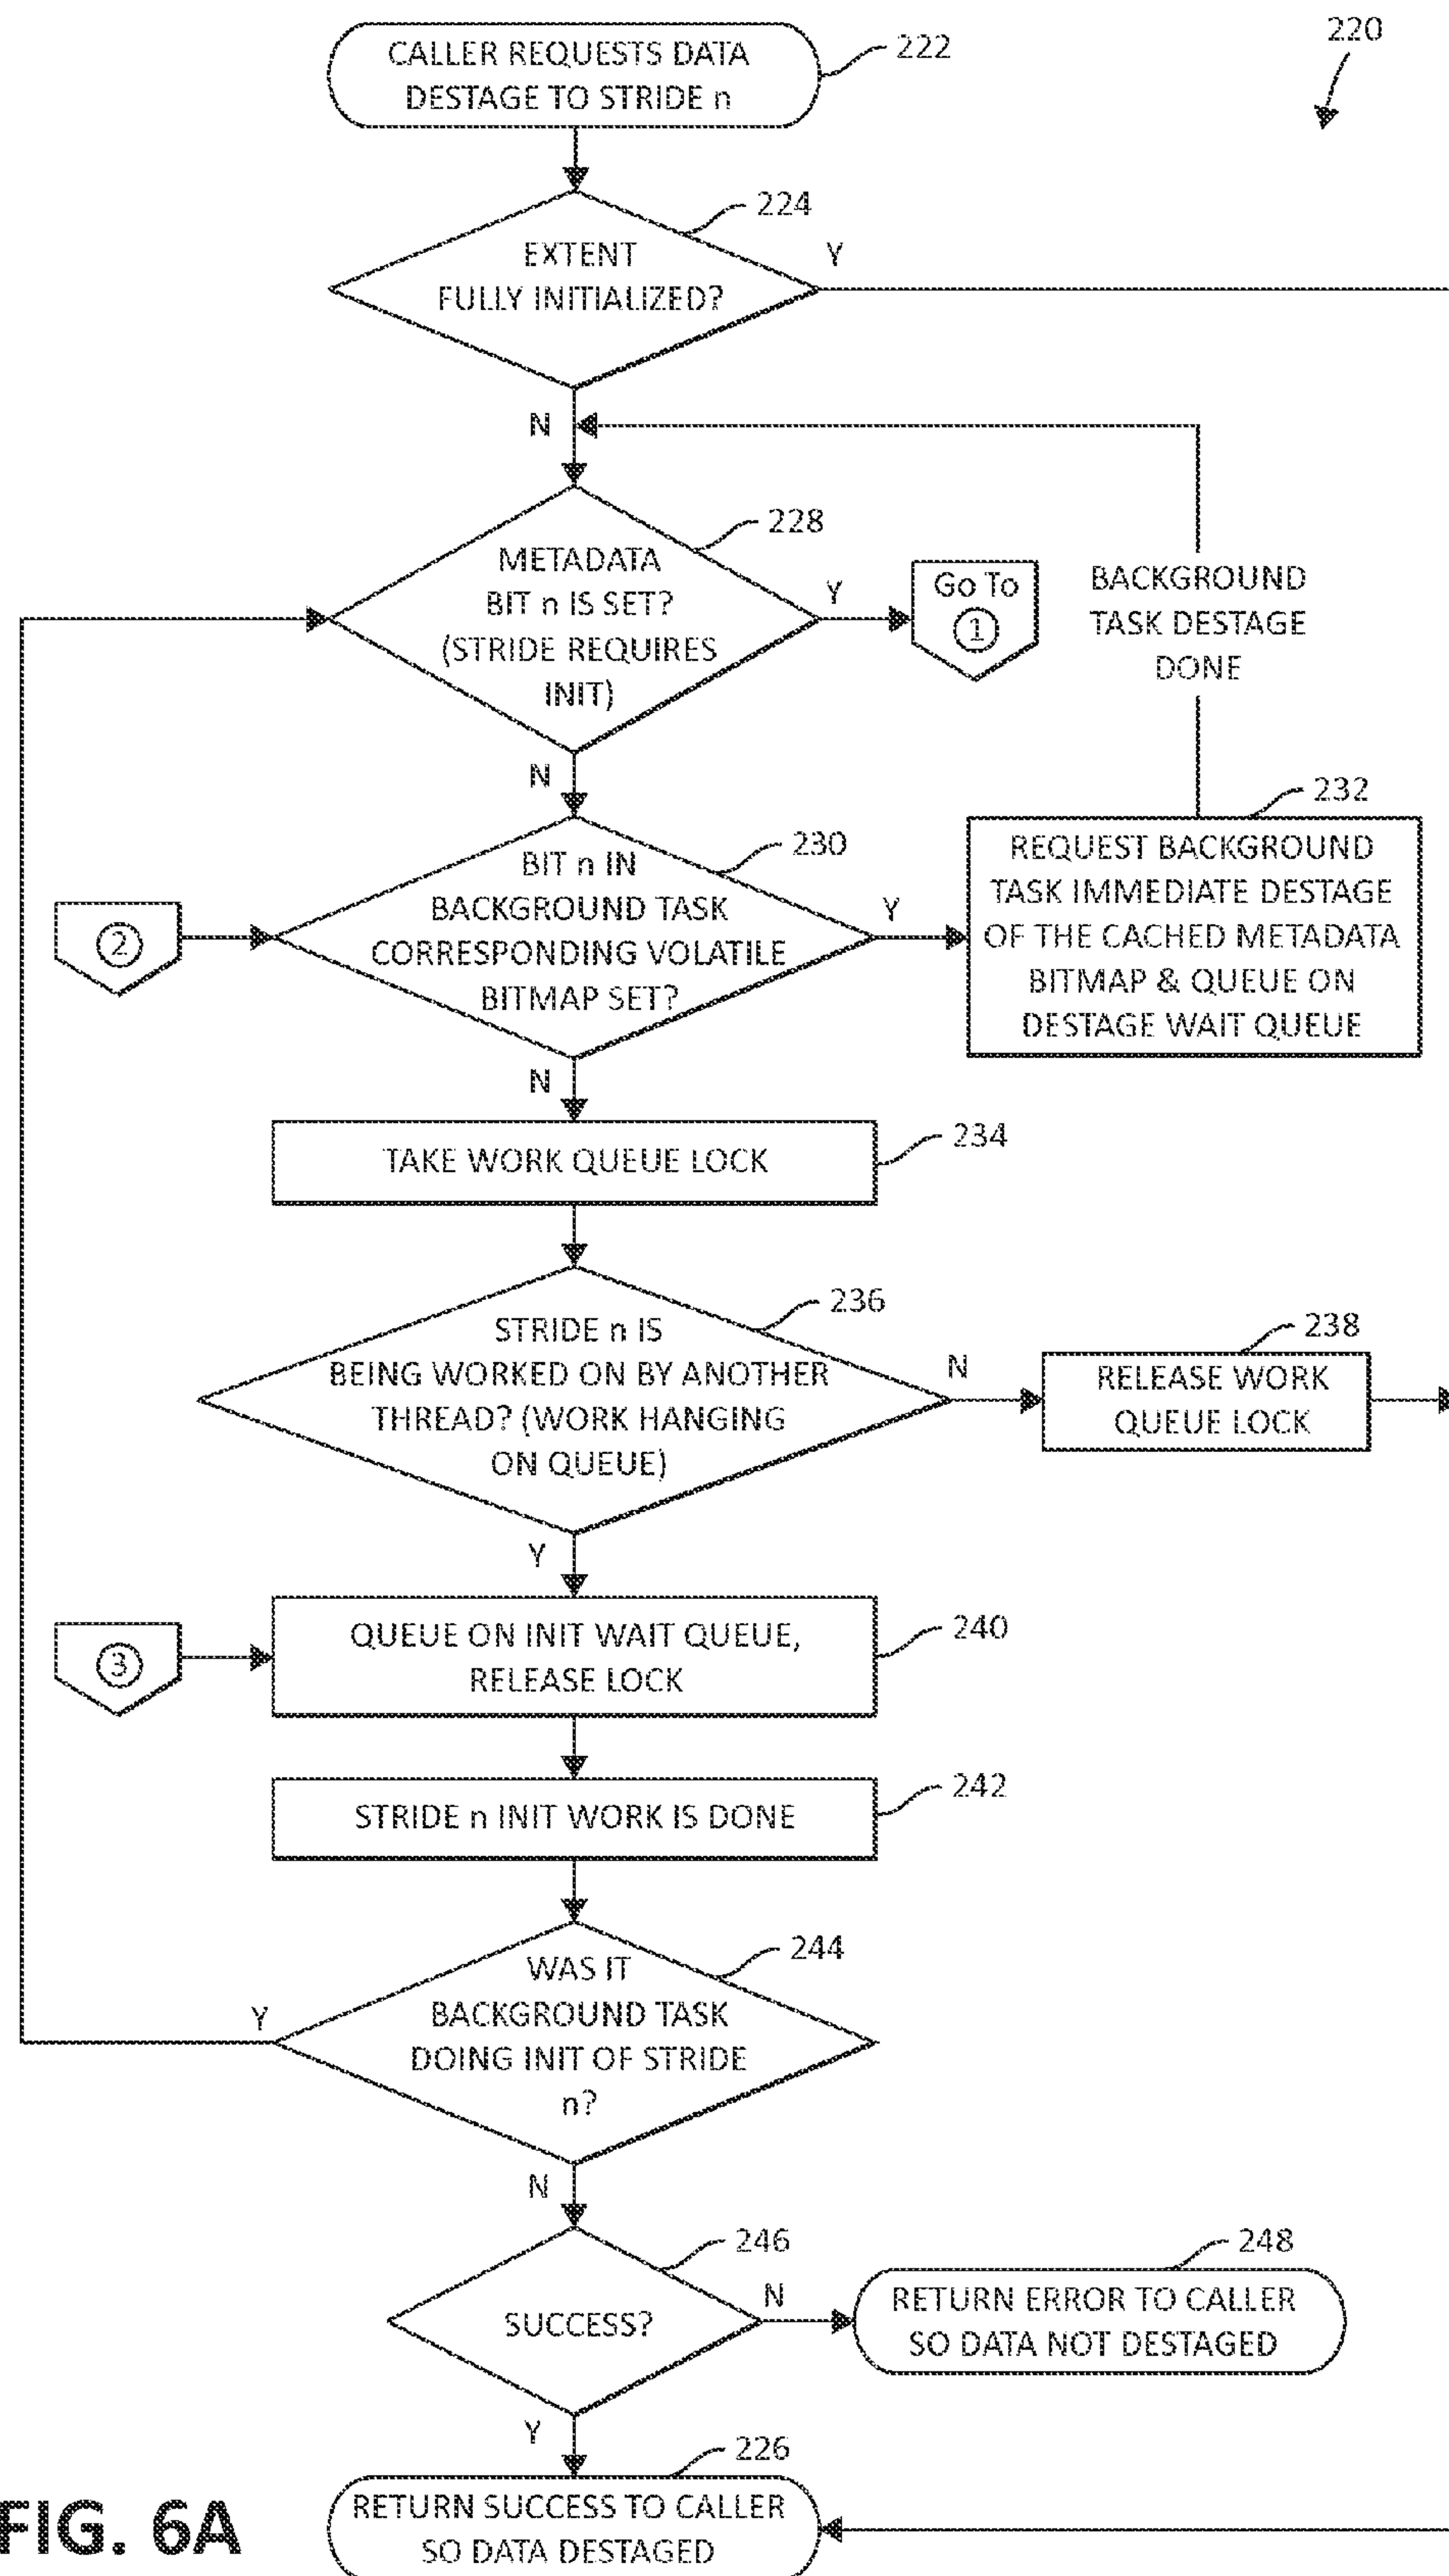 220
CALLER REQUESTS DATA
DESTAGE TO STRIDE n
222
224
EXTENT
FULLY INITIALIZED?
Y
N
228
METADATA
BIT n IS SET?
(STRIDE REQUIRES
INIT)
Y
Go To
1
BACKGROUND
TASK DESTAGE
DONE
N
230
BIT n IN
BACKGROUND TASK
CORRESPONDING VOLATILE
BITMAP SET?
2
Y
232
REQUEST BACKGROUND
TASK IMMEDIATE DESTAGE
OF THE CACHED METADATA
BITMAP & QUEUE ON
DESTAGE WAIT QUEUE
N
TAKE WORK QUEUE LOCK
234
236
STRIDE n IS
BEING WORKED ON BY ANOTHER
THREAD? (WORK HANGING
ON QUEUE)
N
238
RELEASE WORK
QUEUE LOCK
Y
3
QUEUE ON INIT WAIT QUEUE,
RELEASE LOCK
240
STRIDE n INIT WORK IS DONE
242
244
WAS IT
BACKGROUND TASK
DOING INIT OF STRIDE
n?
Y
N
246
SUCCESS?
N
248
RETURN ERROR TO CALLER
SO DATA NOT DESTAGED
Y
226
RETURN SUCCESS TO CALLER
SO DATA DESTAGED
FIG. 6A